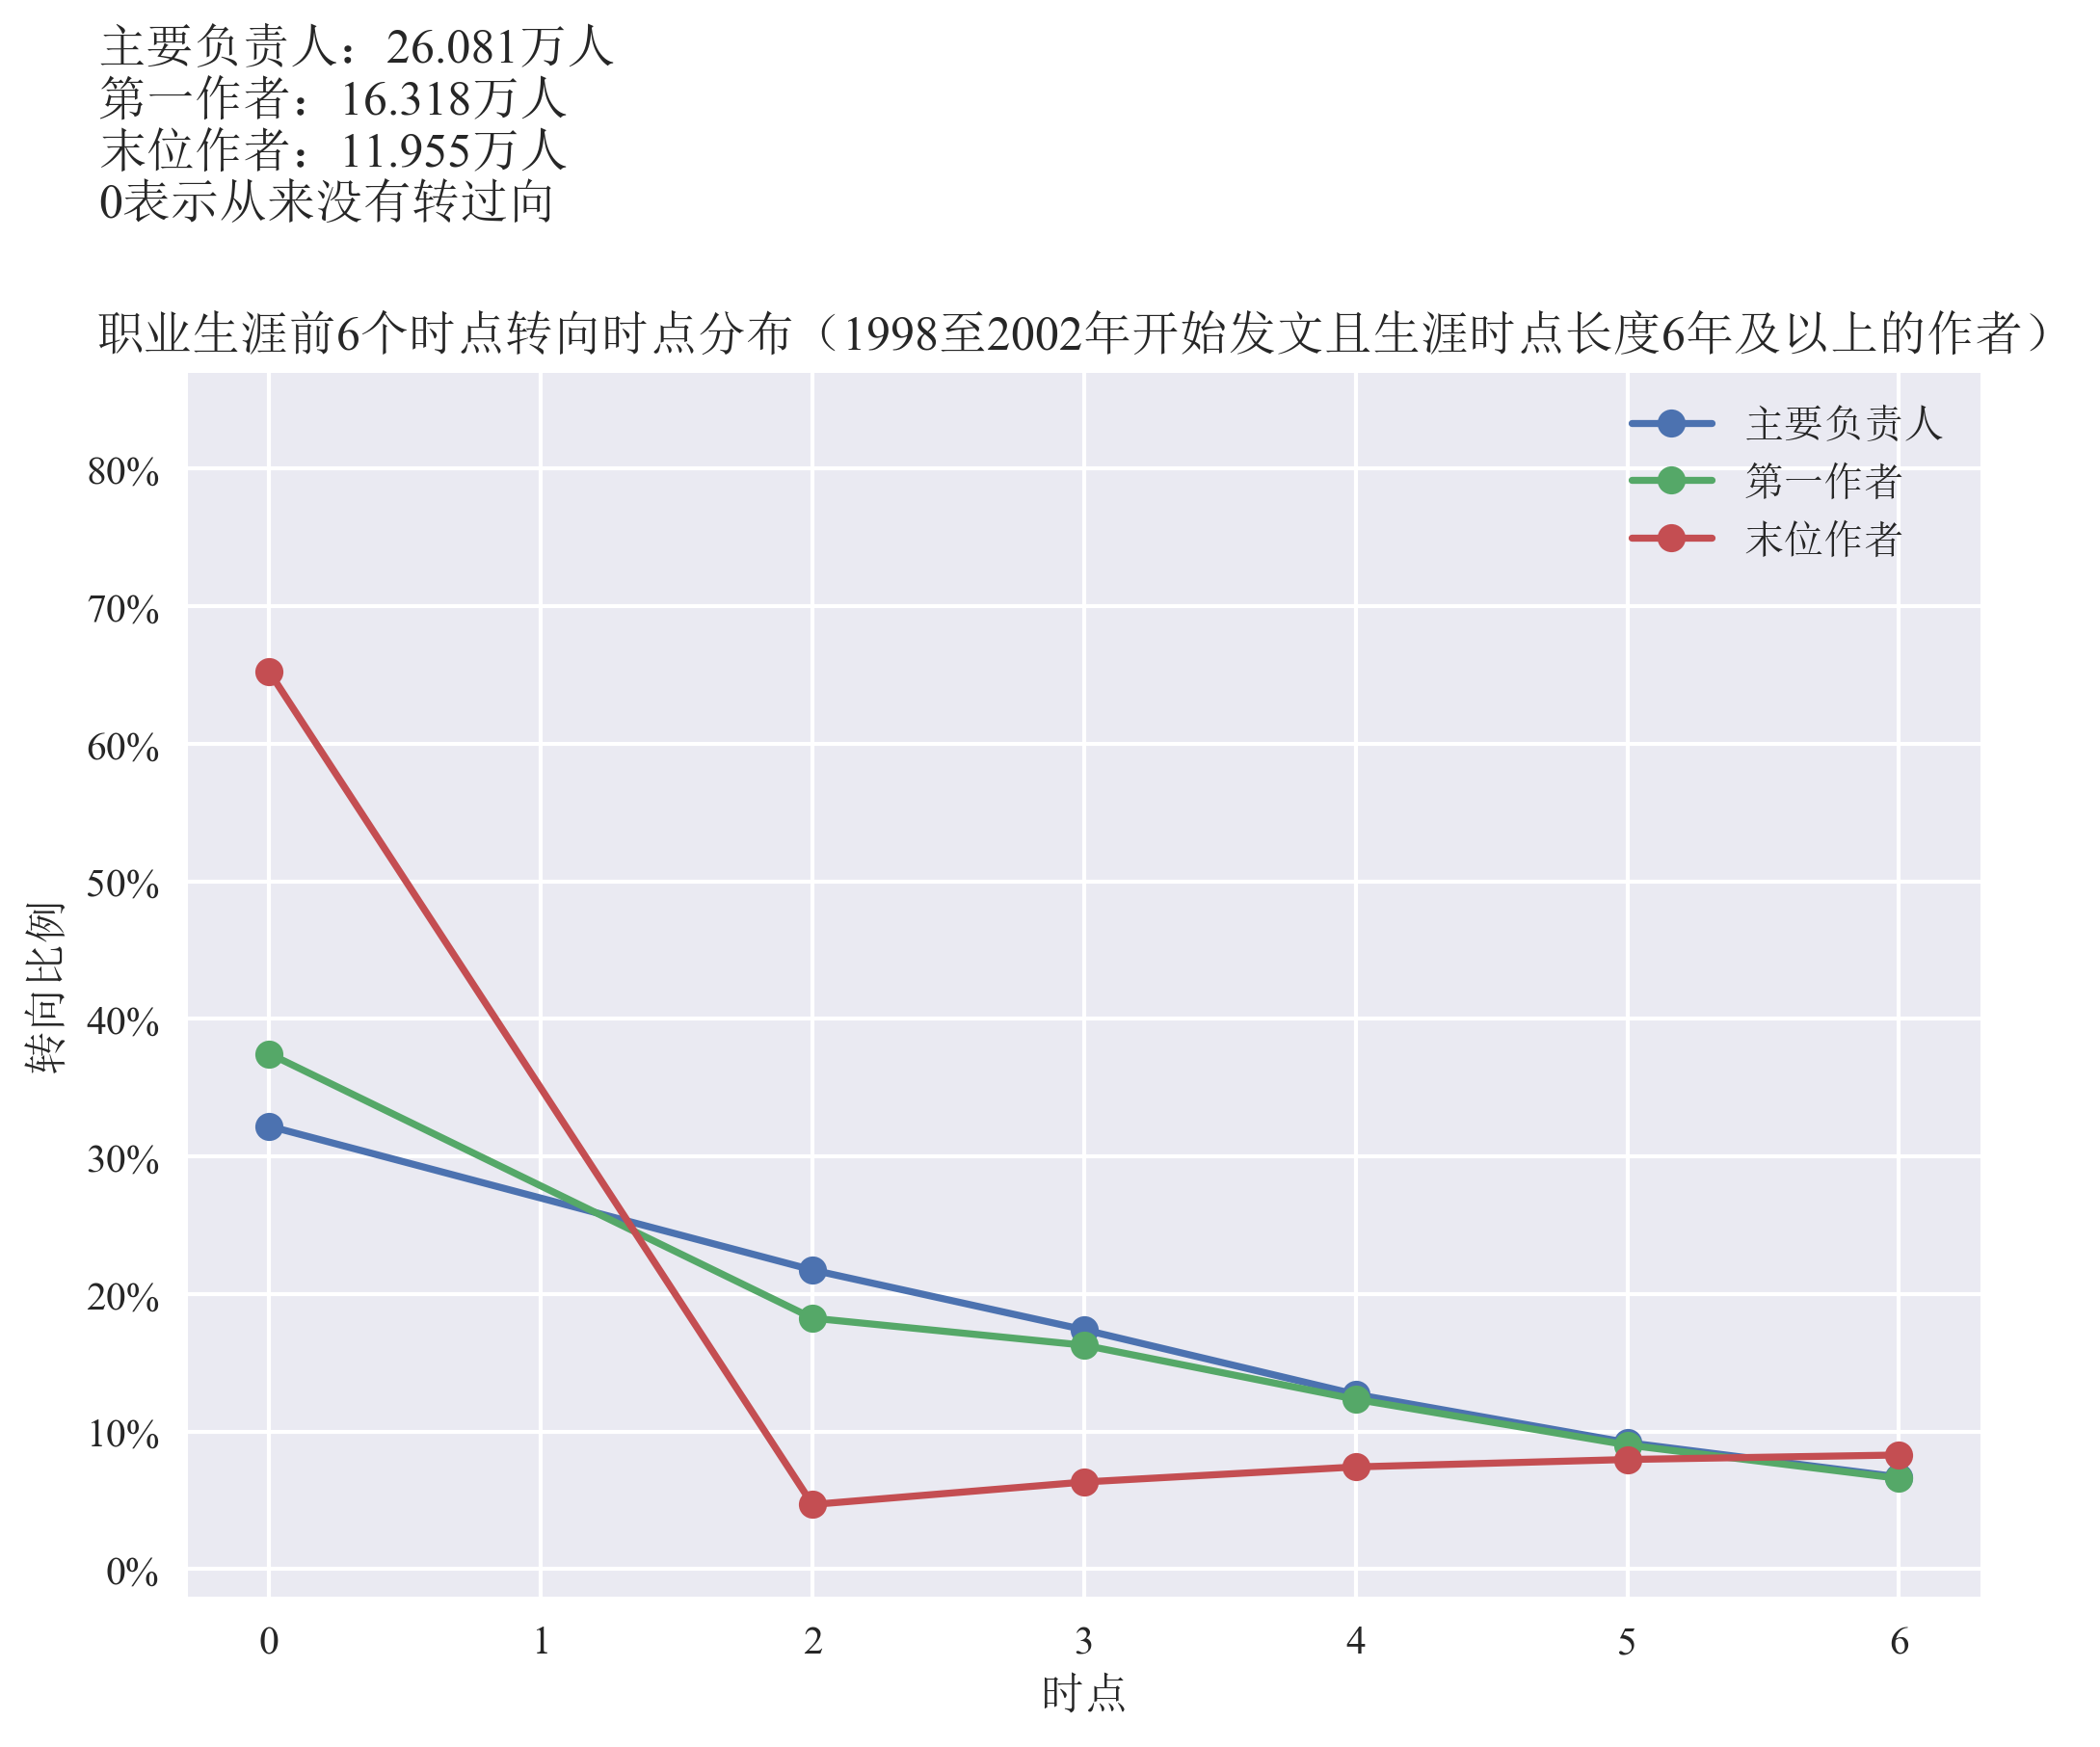 主要负责人：26.081万人
第一作者：16.318万人
末位作者：11.955万人
0表示从来没有转过向
职业生涯前6个时点转向时点分布（1998至2002年开始发文且生涯时点长度6年及以上的作者）
主要负责人
第一作者
末位作者
80%
70%
60%
50%
40%
30%
20%
10%
0%
转向比例
0 1 2 3 4 5 6
时点